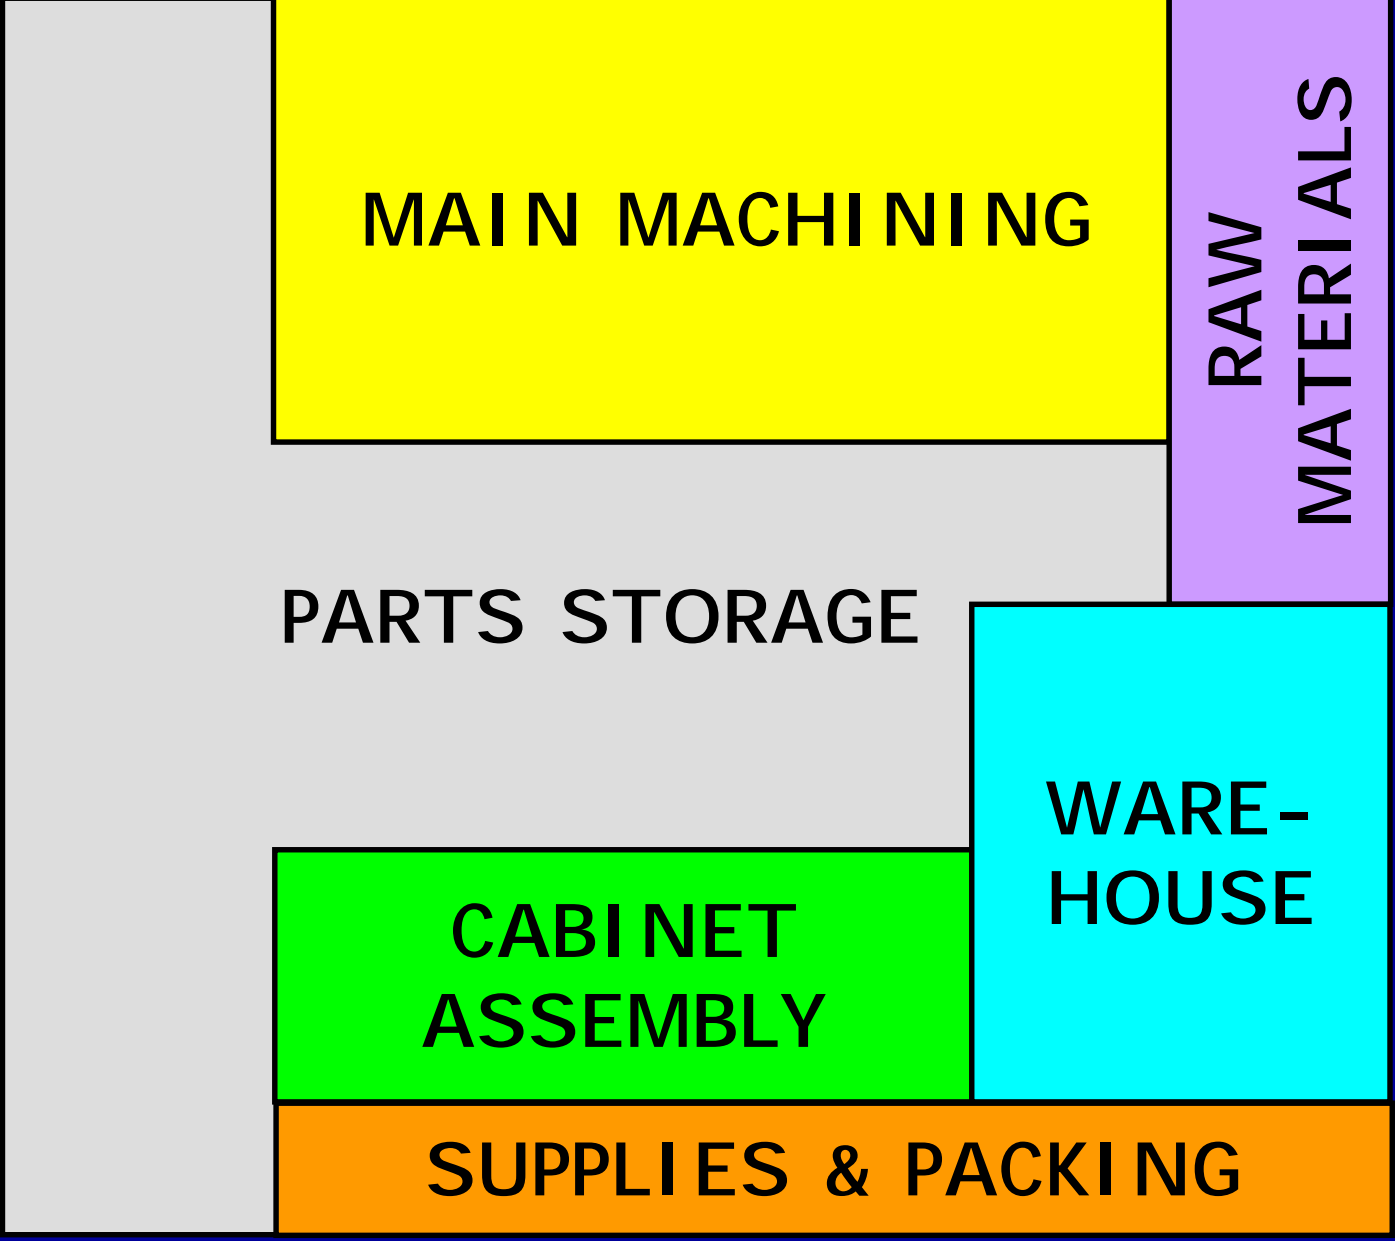 MAIN MACHINING
RAW
MATERIALS
PARTS STORAGE
WARE-
HOUSE
CABINET
ASSEMBLY
SUPPLIES & PACKING